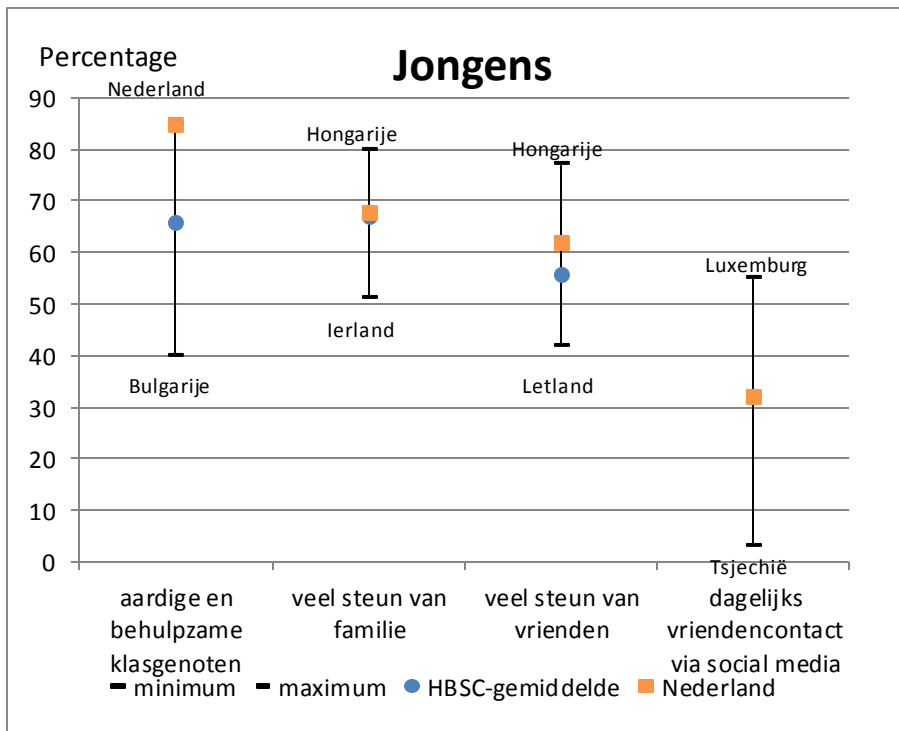 Percentage
Jongens
Nederland
90
80
70
60
50
40
30
20
10
0
Hongarije
Hongarije
Luxemburg
Ierland
Bulgarije
Letland
Tsjechië
aardige en
behulpzame
klasgenoten
veel steun van
familie
veel steun van
vrienden
dagelijks
vriendencontact
via social media
minimum
maximum
HBSC-gemiddelde
Nederland